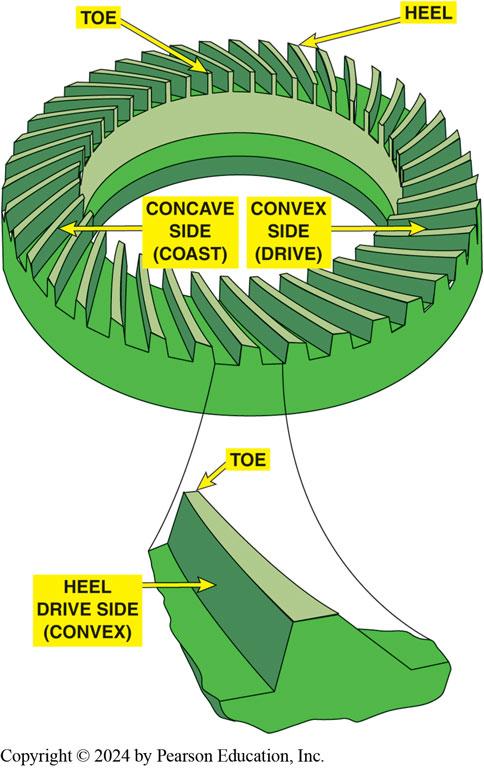 TOE
HEEL
CONCAVE
SIDE
(COAST)
CONVEX
SIDE
(DRIVE)
TOE
HEEL
DRIVE SIDE
(CONVEX)
Copyright © 2024 by Pearson Education, Inc.